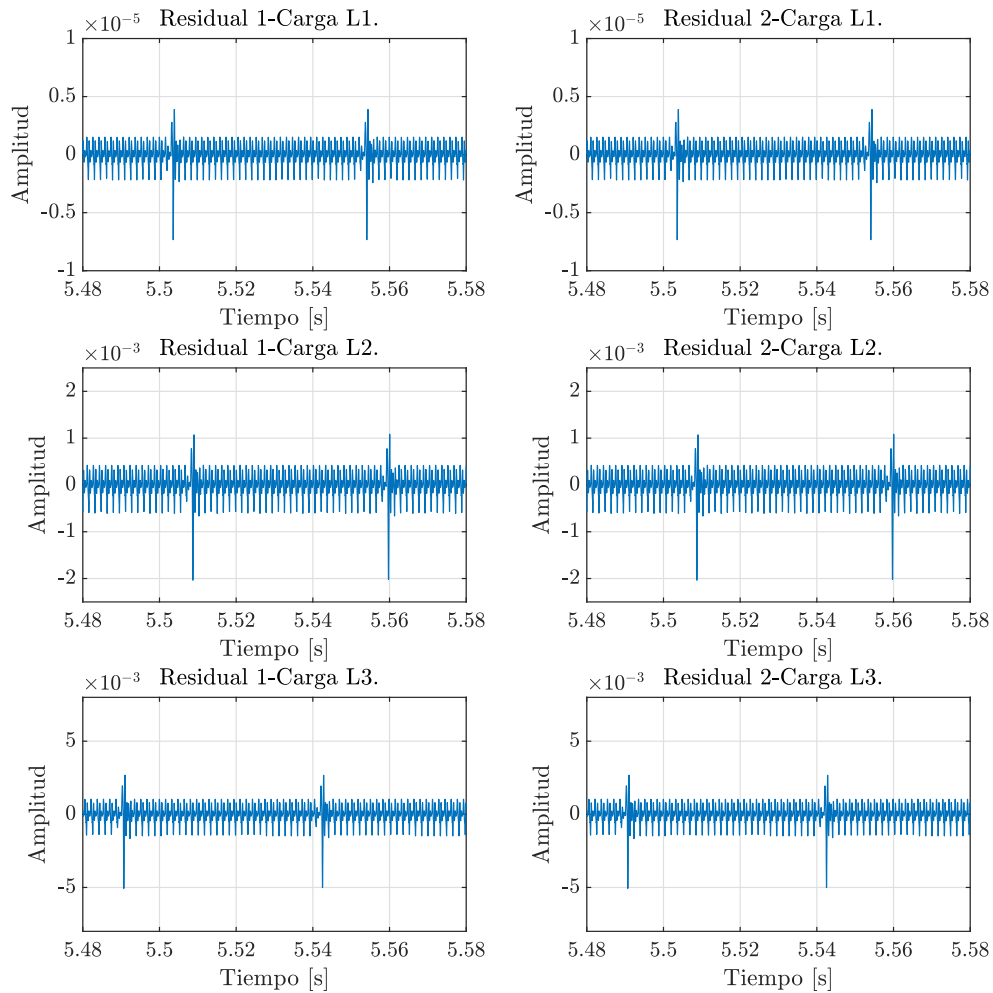 ×10⁻⁵ Residual 1-Carga L1.
1
0.5
0
-0.5
-1
Amplitud
5.48 5.5 5.52 5.54 5.56 5.58
Tiempo [s]
×10⁻⁵ Residual 2-Carga L1.
1
0.5
0
-0.5
-1
Amplitud
5.48 5.5 5.52 5.54 5.56 5.58
Tiempo [s]
×10⁻³ Residual 1-Carga L2.
2
1
0
-1
-2
Amplitud
5.48 5.5 5.52 5.54 5.56 5.58
Tiempo [s]
×10⁻³ Residual 2-Carga L2.
2
1
0
-1
-2
Amplitud
5.48 5.5 5.52 5.54 5.56 5.58
Tiempo [s]
×10⁻³ Residual 1-Carga L3.
5
0
-5
Amplitud
5.48 5.5 5.52 5.54 5.56 5.58
Tiempo [s]
×10⁻³ Residual 2-Carga L3.
5
0
-5
Amplitud
5.48 5.5 5.52 5.54 5.56 5.58
Tiempo [s]